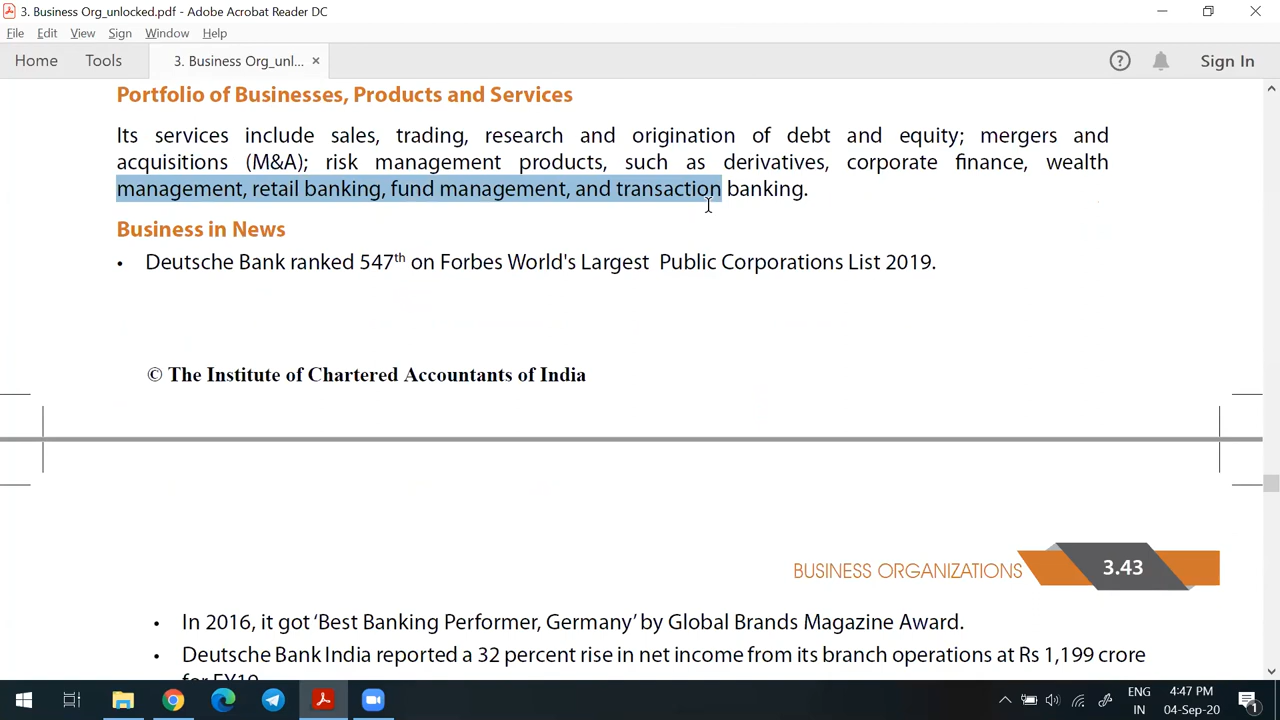 3. Business Org_unlocked.pdf - Adobe Acrobat Reader DC
File Edit View Sign Window Help
Home Tools 3. Business Org_unl... × ? Sign In
Portfolio of Businesses, Products and Services
Its services include sales, trading, research and origination of debt and equity; mergers and
acquisitions (M&A); risk management products, such as derivatives, corporate finance, wealth
management, retail banking, fund management, and transaction banking.
Business in News
• Deutsche Bank ranked 547th on Forbes World's Largest Public Corporations List 2019.
© The Institute of Chartered Accountants of India
BUSINESS ORGANIZATIONS 3.43
• In 2016, it got ‘Best Banking Performer, Germany’ by Global Brands Magazine Award.
• Deutsche Bank India reported a 32 percent rise in net income from its branch operations at Rs 1,199 crore
for FY19
ENG 4:47 PM
IN 04-Sep-20 1